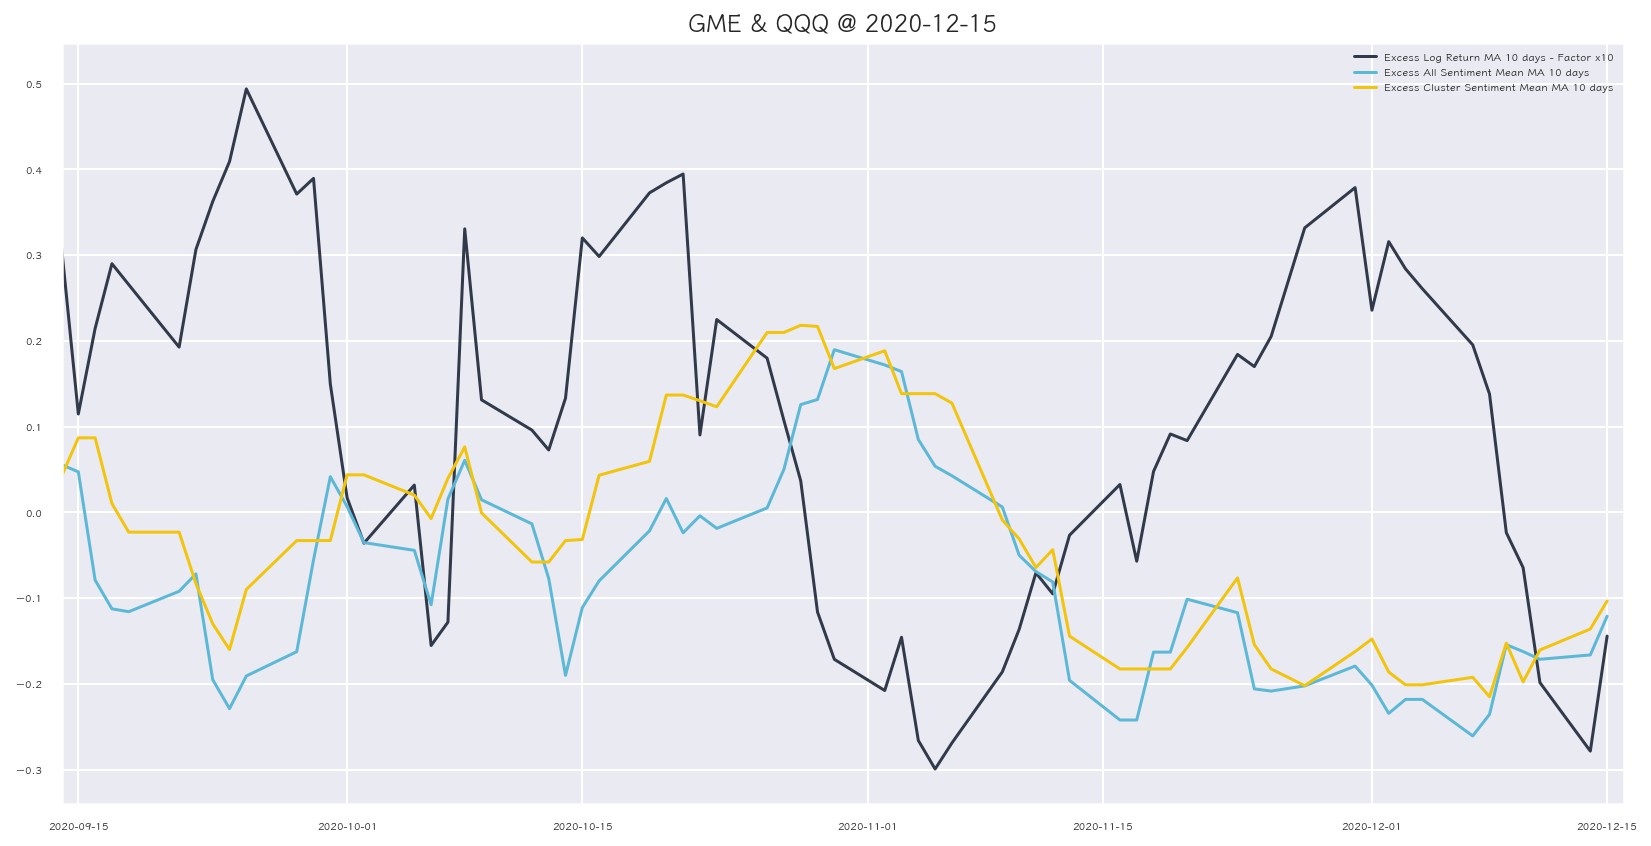 GME & QQQ @ 2020-12-15
Excess Log Return MA 10 days - Factor x10
Excess All Sentiment Mean MA 10 days
Excess Cluster Sentiment Mean MA 10 days
0.5
0.4
0.3
0.2
0.1
0.0
−0.1
−0.2
−0.3
2020-09-15 2020-10-01 2020-10-15 2020-11-01 2020-11-15 2020-12-01 2020-12-15